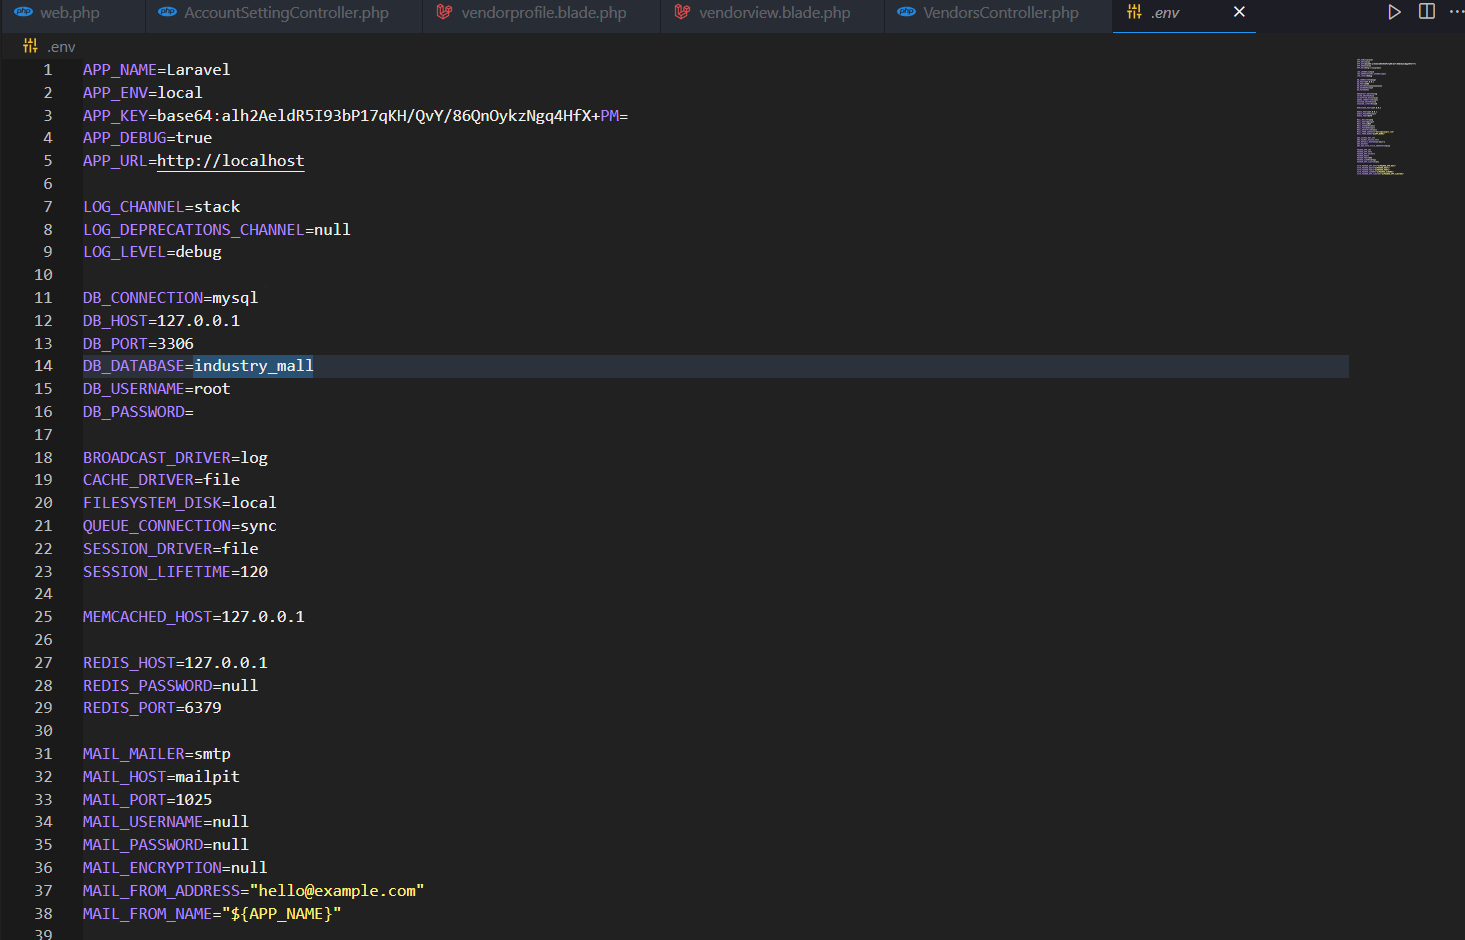 web.php AccountSettingController.php vendorprofile.blade.php vendorview.blade.php VendorsController.php .env
.env
1 APP_NAME=Laravel
2 APP_ENV=local
3 APP_KEY=base64:alh2AeldR5I93bP17qKH/QvY/86QnOykzNgq4HfX+PM=
4 APP_DEBUG=true
5 APP_URL=http://localhost
6
7 LOG_CHANNEL=stack
8 LOG_DEPRECATIONS_CHANNEL=null
9 LOG_LEVEL=debug
10
11 DB_CONNECTION=mysql
12 DB_HOST=127.0.0.1
13 DB_PORT=3306
14 DB_DATABASE=industry_mall
15 DB_USERNAME=root
16 DB_PASSWORD=
17
18 BROADCAST_DRIVER=log
19 CACHE_DRIVER=file
20 FILESYSTEM_DISK=local
21 QUEUE_CONNECTION=sync
22 SESSION_DRIVER=file
23 SESSION_LIFETIME=120
24
25 MEMCACHED_HOST=127.0.0.1
26
27 REDIS_HOST=127.0.0.1
28 REDIS_PASSWORD=null
29 REDIS_PORT=6379
30
31 MAIL_MAILER=smtp
32 MAIL_HOST=mailpit
33 MAIL_PORT=1025
34 MAIL_USERNAME=null
35 MAIL_PASSWORD=null
36 MAIL_ENCRYPTION=null
37 MAIL_FROM_ADDRESS="hello@example.com"
38 MAIL_FROM_NAME="${APP_NAME}"
39